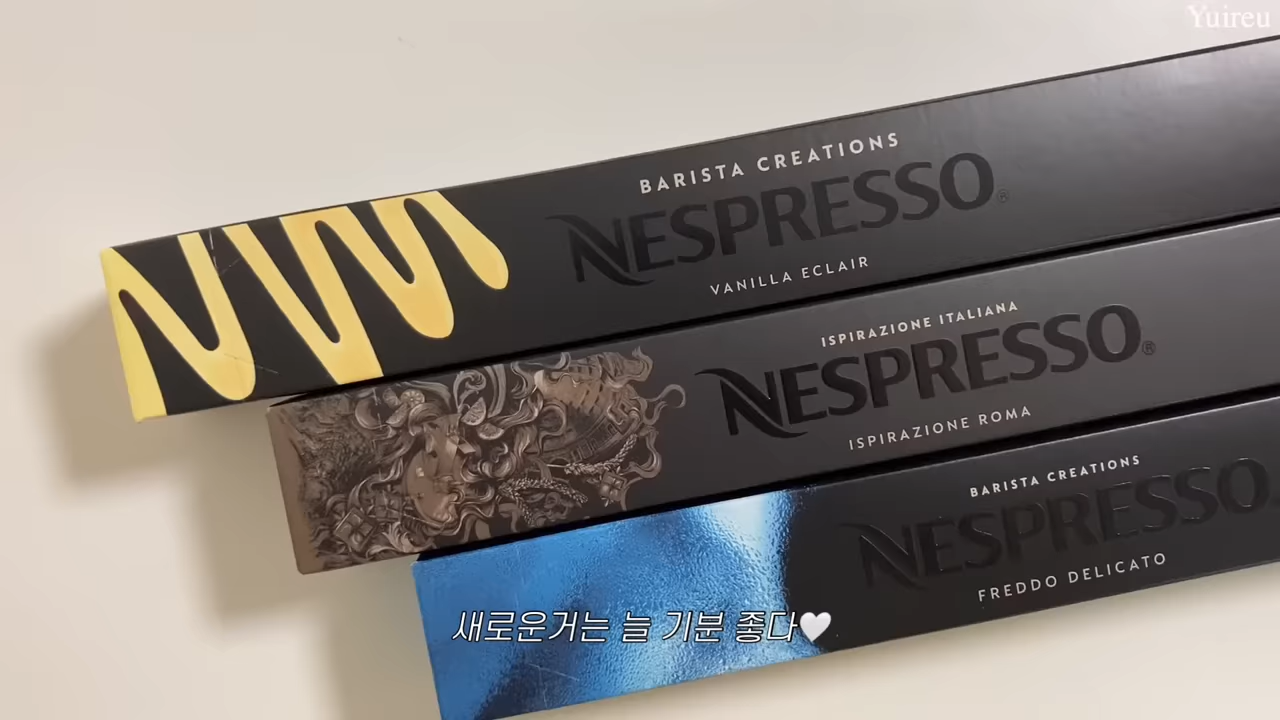 Yuireu
BARISTA CREATIONS
NESPRESSO®
VANILLA ECLAIR
ISPIRAZIONE ITALIANA
NESPRESSO®
ISPIRAZIONE ROMA
BARISTA CREATIONS
NESPRESSO
FREDDO DELICATO
새로운거는 늘 기분 좋다🤍